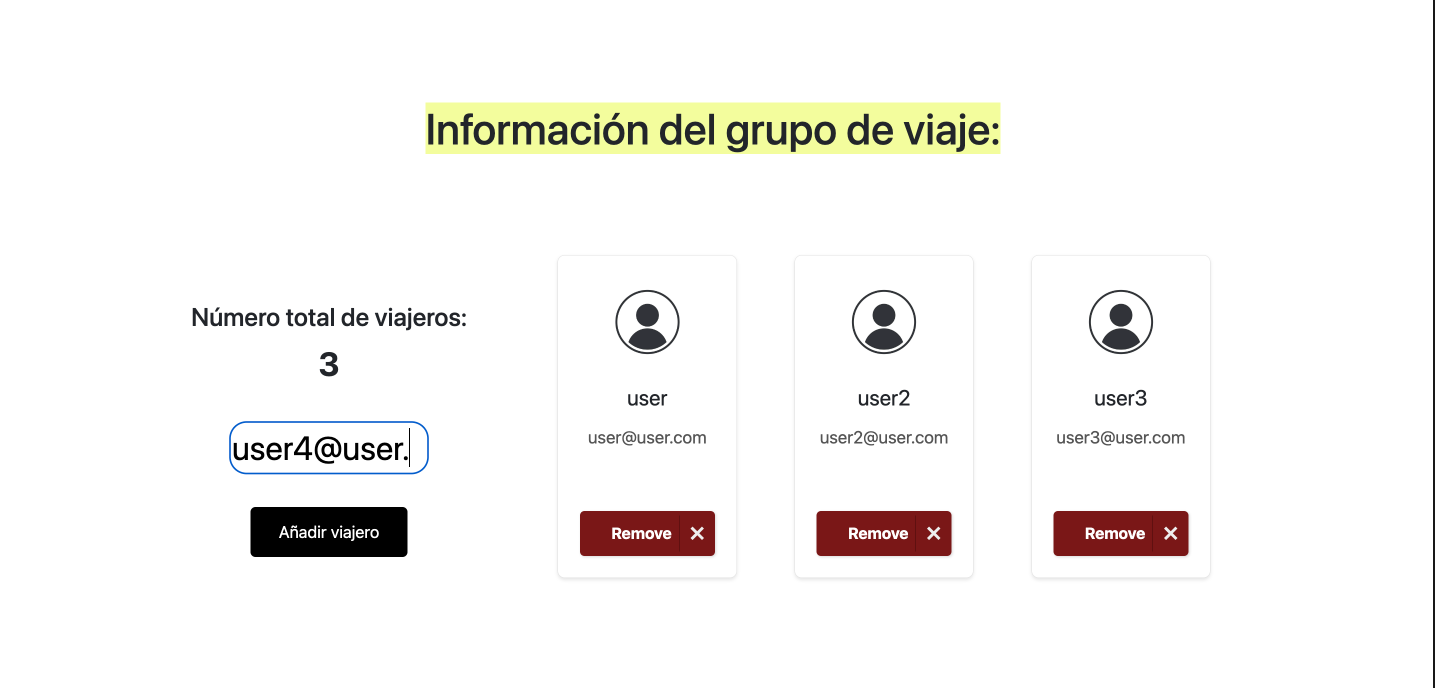 Información del grupo de viaje:
Número total de viajeros:
3
user4@user.
Añadir viajero
user
user@user.com
Remove ✕
user2
user2@user.com
Remove ✕
user3
user3@user.com
Remove ✕